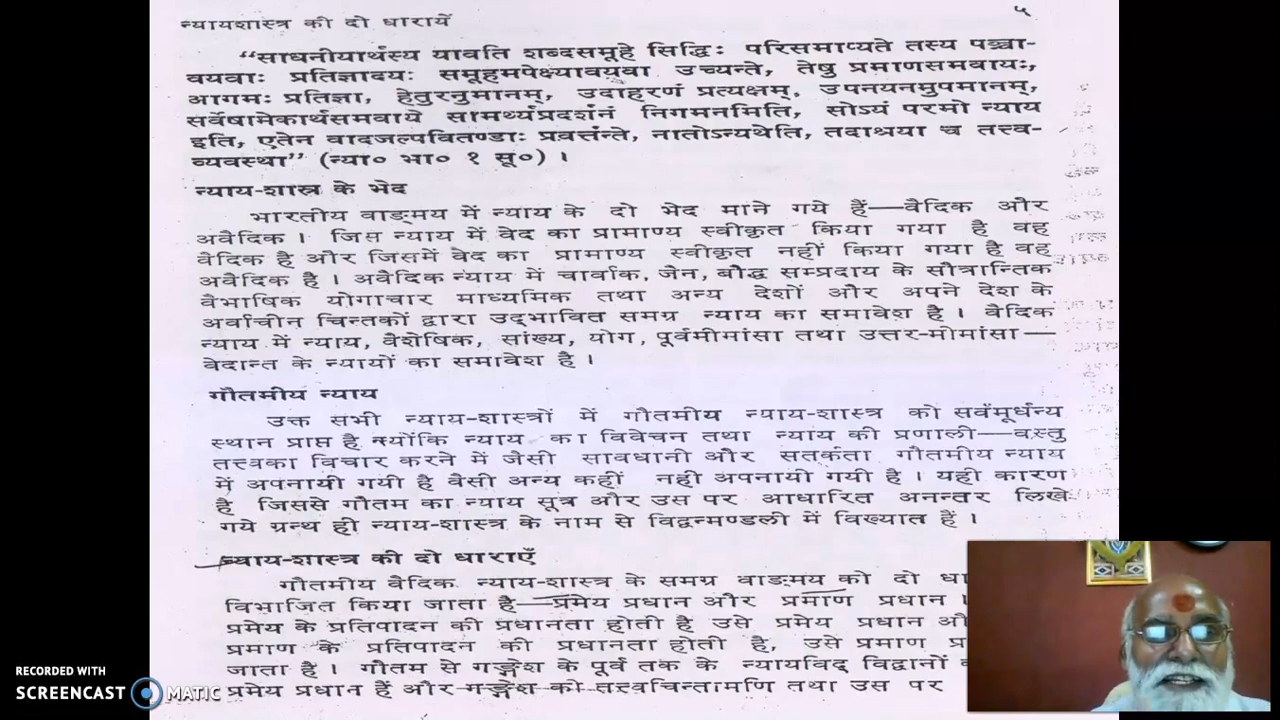 न्यायशास्त्र की दो धारायें
५
“साधनीयार्थस्य यावति शब्दसमूहे सिद्धिः परिसमाप्यते तस्य पञ्चा-
वयवाः प्रतिज्ञादयः समूहमपेक्ष्यावयवा उच्यन्ते, तेषु प्रमाणसमवायः,
आगमः प्रतिज्ञा, हेतुरनुमानम्, उदाहरणं प्रत्यक्षम्, उपनयनमुपमानम्,
सर्वेषामेकार्थसमवाये सामर्थ्यप्रदर्शनं निगमनमिति, सोऽयं परमो न्याय
इति, एतेन वादजल्पवितण्डाः प्रवर्त्तन्ते, नातोऽन्यथेति, तदाश्रया च तत्त्व-
व्यवस्था” (न्या० भा० १ सू०) ।
न्याय-शास्त्र के भेद
भारतीय वाङ्मय में न्याय के दो भेद माने गये हैं—वैदिक और
अवैदिक । जिस न्याय में वेद का प्रामाण्य स्वीकृत किया गया है वह
वैदिक है और जिसमें वेद का प्रामाण्य स्वीकृत नहीं किया गया है वह
अवैदिक है । अवैदिक न्याय में चार्वाक, जैन, बौद्ध सम्प्रदाय के सौत्रान्तिक
वैभाषिक योगाचार माध्यमिक तथा अन्य देशों और अपने देश के
अर्वाचीन चिन्तकों द्वारा उद्भावित समग्र न्याय का समावेश है । वैदिक
न्याय में न्याय, वैशेषिक, सांख्य, योग, पूर्वमीमांसा तथा उत्तर-मीमांसा—
वेदान्त के न्यायों का समावेश है ।
गौतमीय न्याय
उक्त सभी न्याय-शास्त्रों में गौतमीय न्याय-शास्त्र को सर्वमूर्धन्य
स्थान प्राप्त है क्योंकि न्याय का विवेचन तथा न्याय की प्रणाली—वस्तु
तत्त्वका विचार करने में जैसी सावधानी और सतर्कता गौतमीय न्याय
में अपनायी गयी है वैसी अन्य कहीं नही अपनायी गयी है । यही कारण
है जिससे गौतम का न्याय सूत्र और उस पर आधारित अनन्तर लिखे
गये ग्रन्थ ही न्याय-शास्त्र के नाम से विद्वन्मण्डली में विख्यात हैं ।
न्याय-शास्त्र की दो धाराएँ
गौतमीय वैदिक न्याय-शास्त्र के समग्र वाङ्मय को दो
विभाजित किया जाता है—प्रमेय प्रधान और प्रमाण प्रधान ।
प्रमेय के प्रतिपादन की प्रधानता होती है उसे प्रमेय प्रधान
प्रमाण के प्रतिपादन की प्रधानता होती है, उसे प्रमाण
जाता है । गौतम से गङ्गेश के पूर्व तक के न्यायविद् विद्वानों
प्रमेय प्रधान हैं और गङ्गेश की तत्त्वचिन्तामणि तथा उस पर
RECORDED WITH
SCREENCAST MATIC